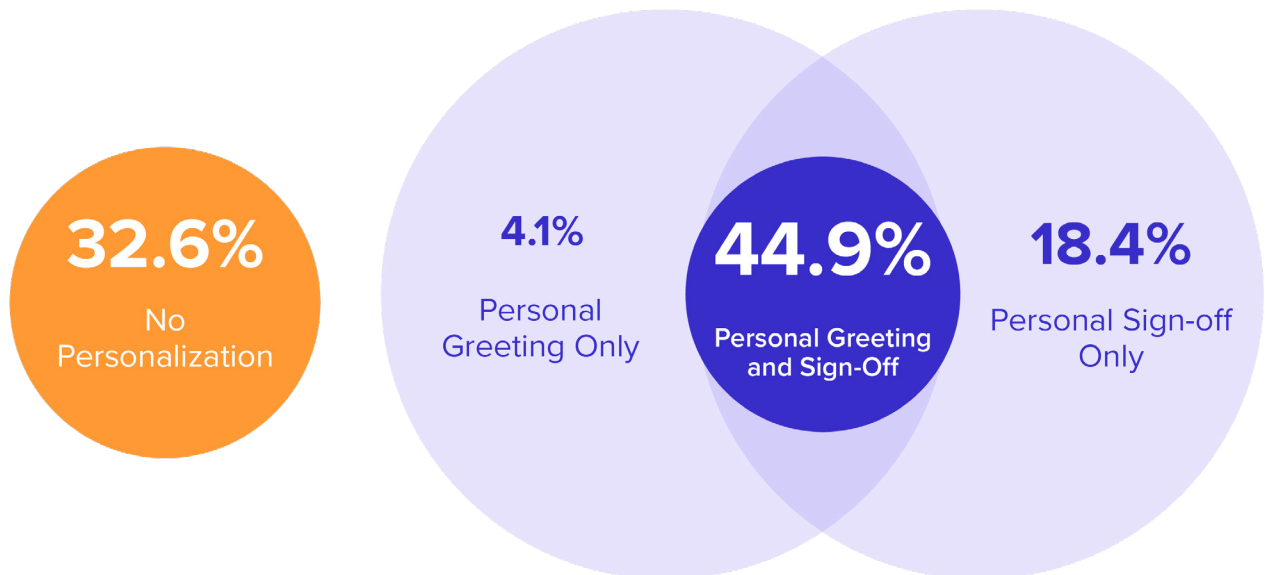 32.6%
No
Personalization
4.1%
Personal
Greeting Only
44.9%
Personal Greeting
and Sign-Off
18.4%
Personal Sign-off
Only